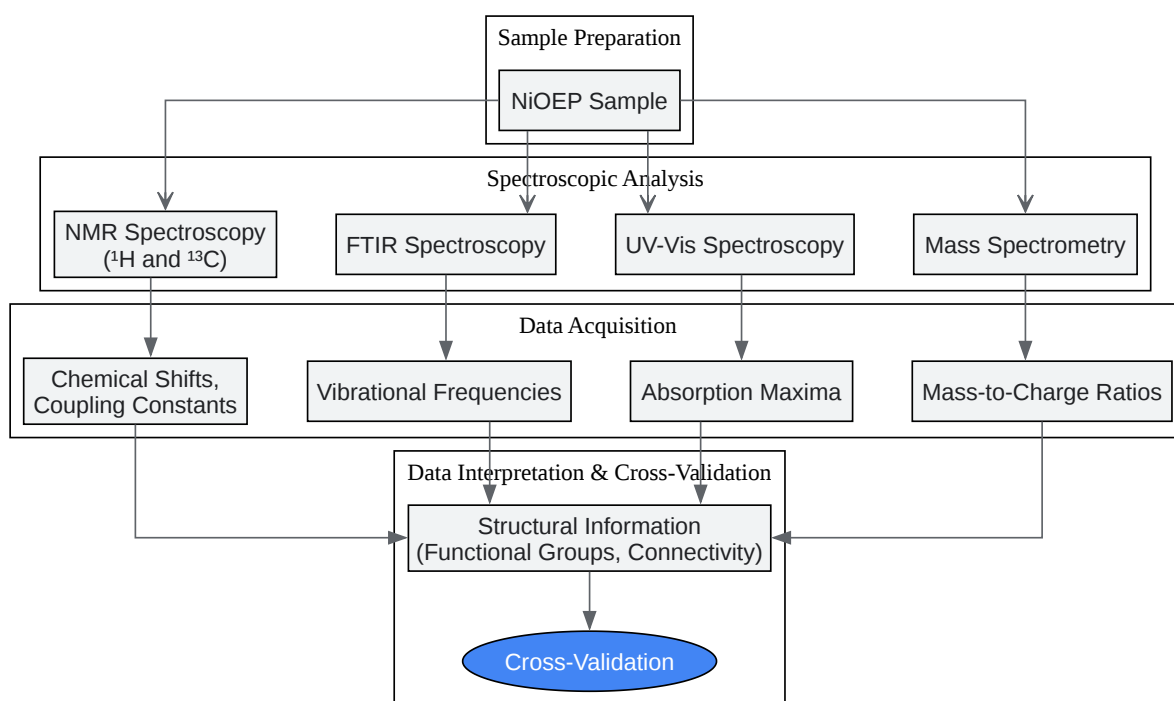 Sample Preparation
NiOEP Sample
Spectroscopic Analysis
NMR Spectroscopy
(¹H and ¹³C)
FTIR Spectroscopy
UV-Vis Spectroscopy
Mass Spectrometry
Data Acquisition
Chemical Shifts,
Coupling Constants
Vibrational Frequencies
Absorption Maxima
Mass-to-Charge Ratios
Data Interpretation & Cross-Validation
Structural Information
(Functional Groups, Connectivity)
Cross-Validation